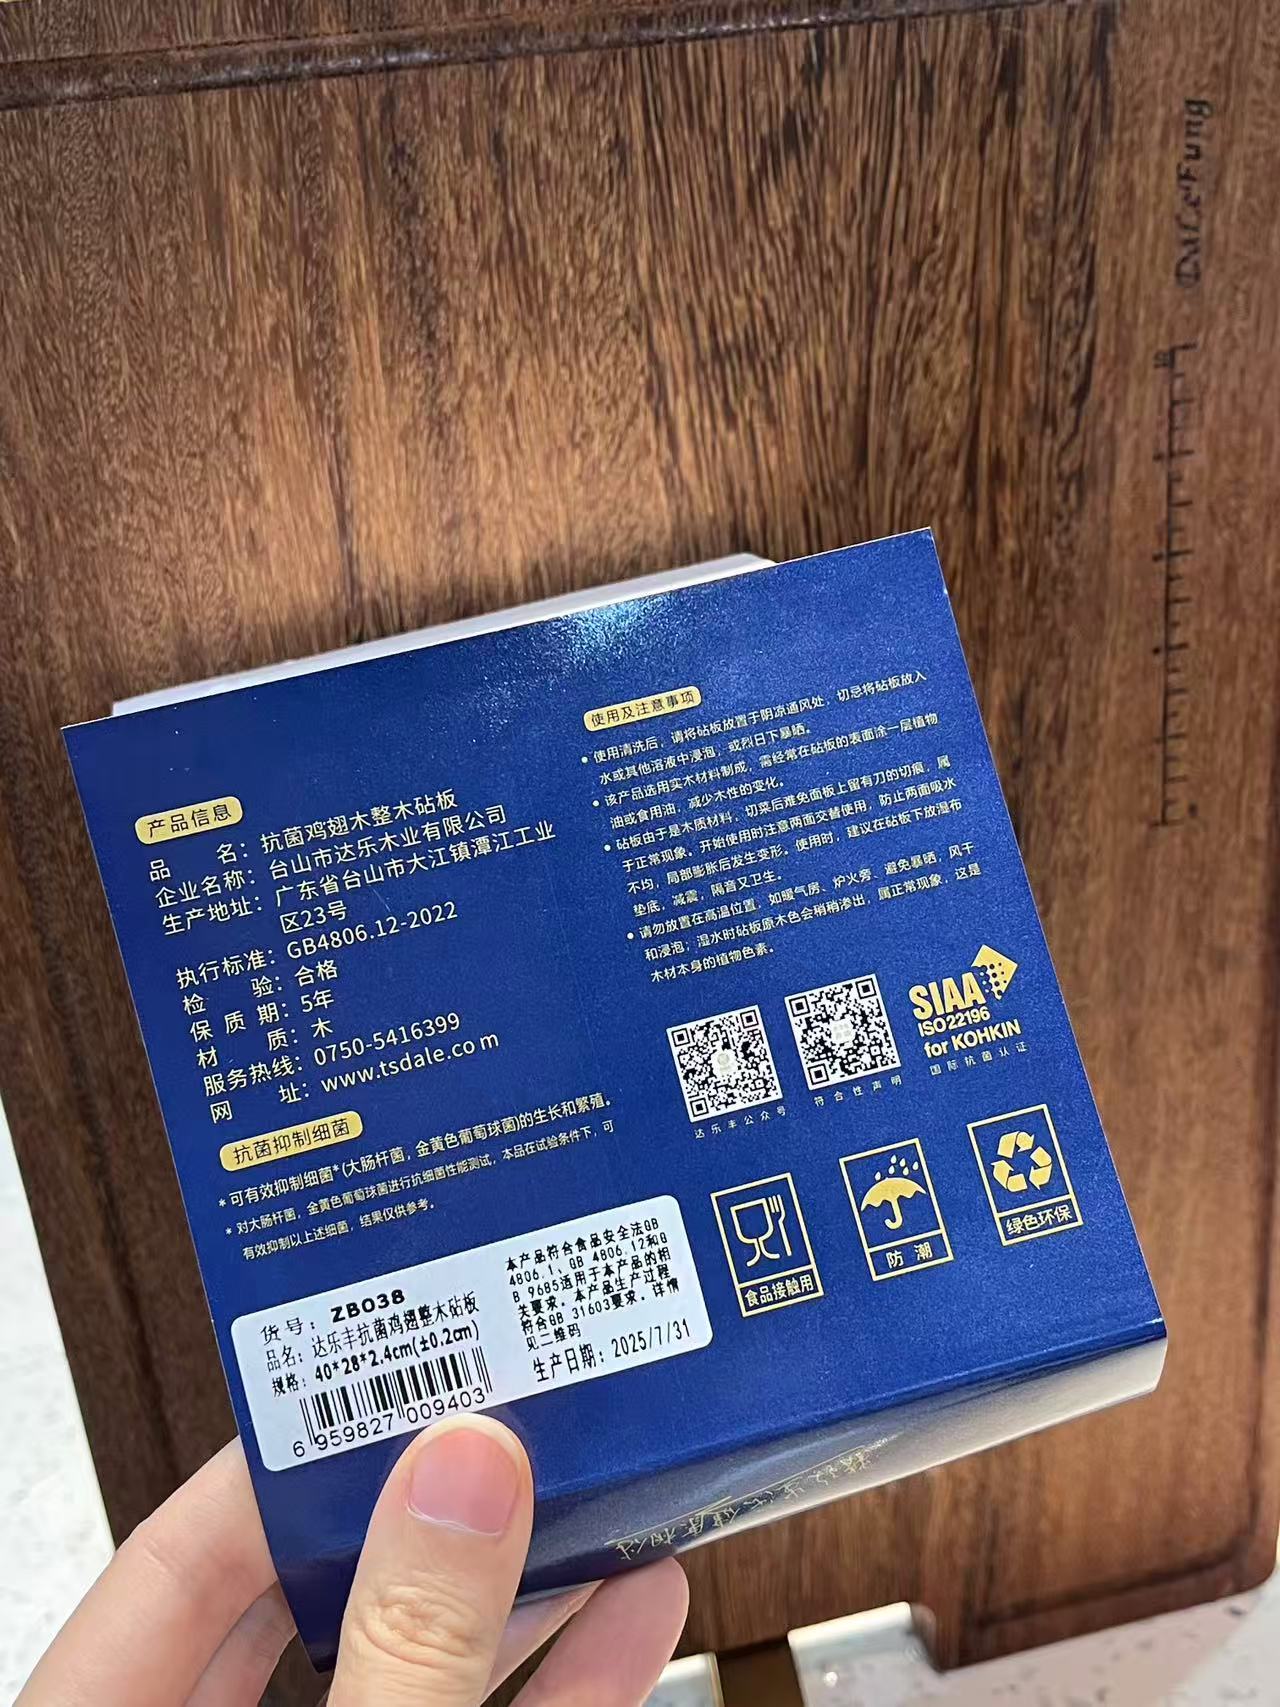 DaLe'Fung
10
产品信息
品名：抗菌鸡翅木整木砧板
企业名称：台山市达乐木业有限公司
生产地址：广东省台山市大江镇潭江工业
区23号
执行标准：GB4806.12-2022
检验：合格
保质期：5年
材质：木
服务热线：0750-5416399
网址：www.tsdale.com
抗菌抑制细菌
*可有效抑制细菌*(大肠杆菌，金黄色葡萄球菌)的生长和繁殖。
*对大肠杆菌，金黄色葡萄球菌进行抗细菌性能测试，本品在试验条件下，可
有效抑制以上述细菌，结果仅供参考。
货号：ZB038
品名：达乐丰抗菌鸡翅整木砧板
规格：40*28*2.4cm(±0.2cm)
6 959827 009403
本产品符合食品安全法GB
4806.1、GB 4806.12和G
B 9685适用于本产品的相
关要求，本产品生产过程
符合GB 31603要求。详情
见二维码
生产日期：2025/7/31
使用及注意事项
●使用清洗后，请将砧板放置于阴凉通风处，切忌将砧板放入
水或其他溶液中浸泡，或烈日下暴晒。
●该产品选用实木材料制成，需经常在砧板的表面涂一层植物
油或食用油，减少木性的变化。
●砧板由于是木质材料，切菜后难免面板上留有刀的切痕，属
于正常现象。开始使用时注意两面交替使用，防止两面吸水
不均，局部膨胀后发生变形。使用时，建议在砧板下放湿布
垫底，减震，隔音又卫生。
●请勿放置在高温位置，如暖气房、炉火旁、避免暴晒，风干
和浸泡；湿水时砧板原木色会稍稍渗出，属正常现象，这是
木材本身的植物色素。
达乐丰公众号
符合性声明
SIAA
ISO22196
for KOHKIN
国际抗菌认证
食品接触用
防潮
绿色环保